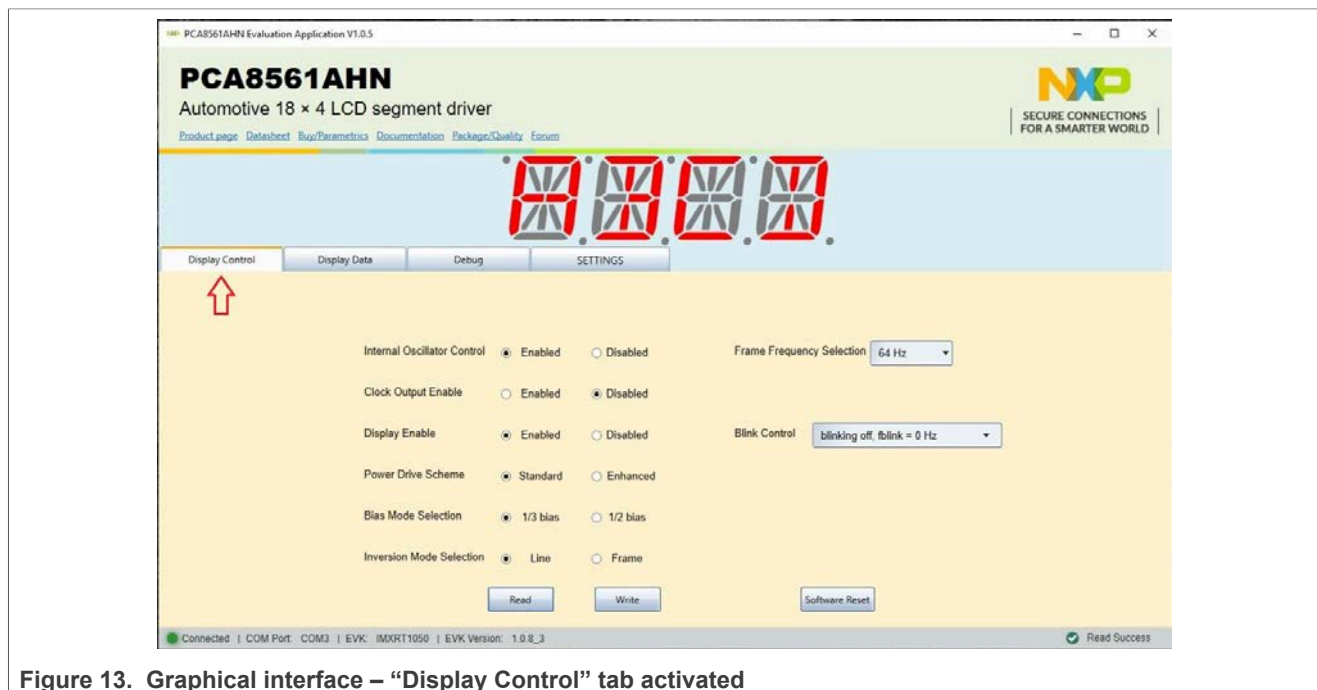 PCA8561AHN Evaluation Application V1.0.5
PCA8561AHN
Automotive 18 × 4 LCD segment driver
Product page Datasheet Buy/Parametrics Documentation Package/Quality Forum
NXP
SECURE CONNECTIONS
FOR A SMARTER WORLD
Display Control Display Data Debug SETTINGS
Internal Oscillator Control Enabled Disabled Frame Frequency Selection 64 Hz
Clock Output Enable Enabled Disabled
Display Enable Enabled Disabled Blink Control blinking off, fblink = 0 Hz
Power Drive Scheme Standard Enhanced
Bias Mode Selection 1/3 bias 1/2 bias
Inversion Mode Selection Line Frame
Read Write Software Reset
Connected | COM Port: COM3 | EVK: IMXRT1050 | EVK Version: 1.0.8_3 Read Success
Figure 13. Graphical interface – “Display Control” tab activated